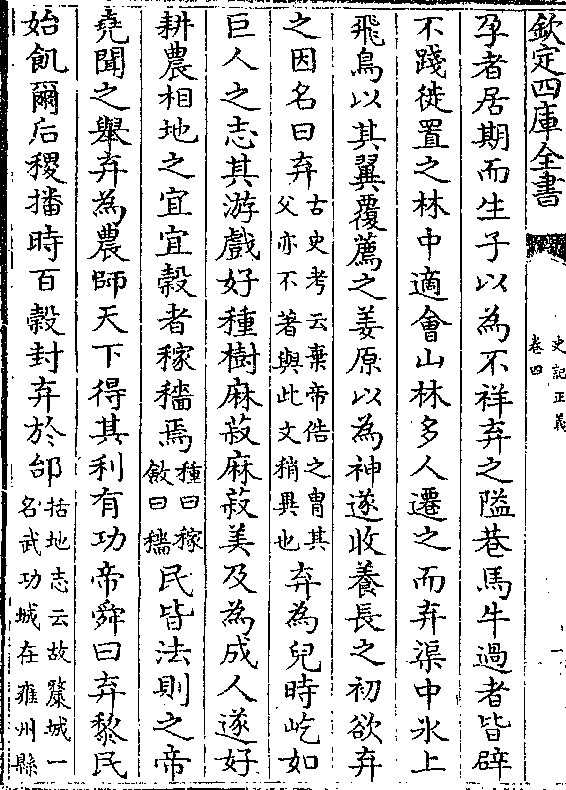 欽定四庫全書
史記正義
卷四
一
孕者居期而生子以為不祥弃之隘巷馬牛過者皆辟
不踐徙置之林中適會山林多人遷之而弃渠中氷上
飛鳥以其翼覆薦之姜原以為神遂收養長之初欲弃
之因名曰弃古史考云棄帝俈之胄其父亦不著與此文稍異也弃為兒時屹如
巨人之志其游戲好種樹麻菽麻菽美及為成人遂好
耕農相地之宜宜榖者稼穡焉種曰稼斂曰穡民皆法則之帝
堯聞之舉弃為農師天下得其利有功帝舜曰弃黎民
始飢爾后稷播時百榖封弃於邰括地志云故斄城一名武功城在雍州縣